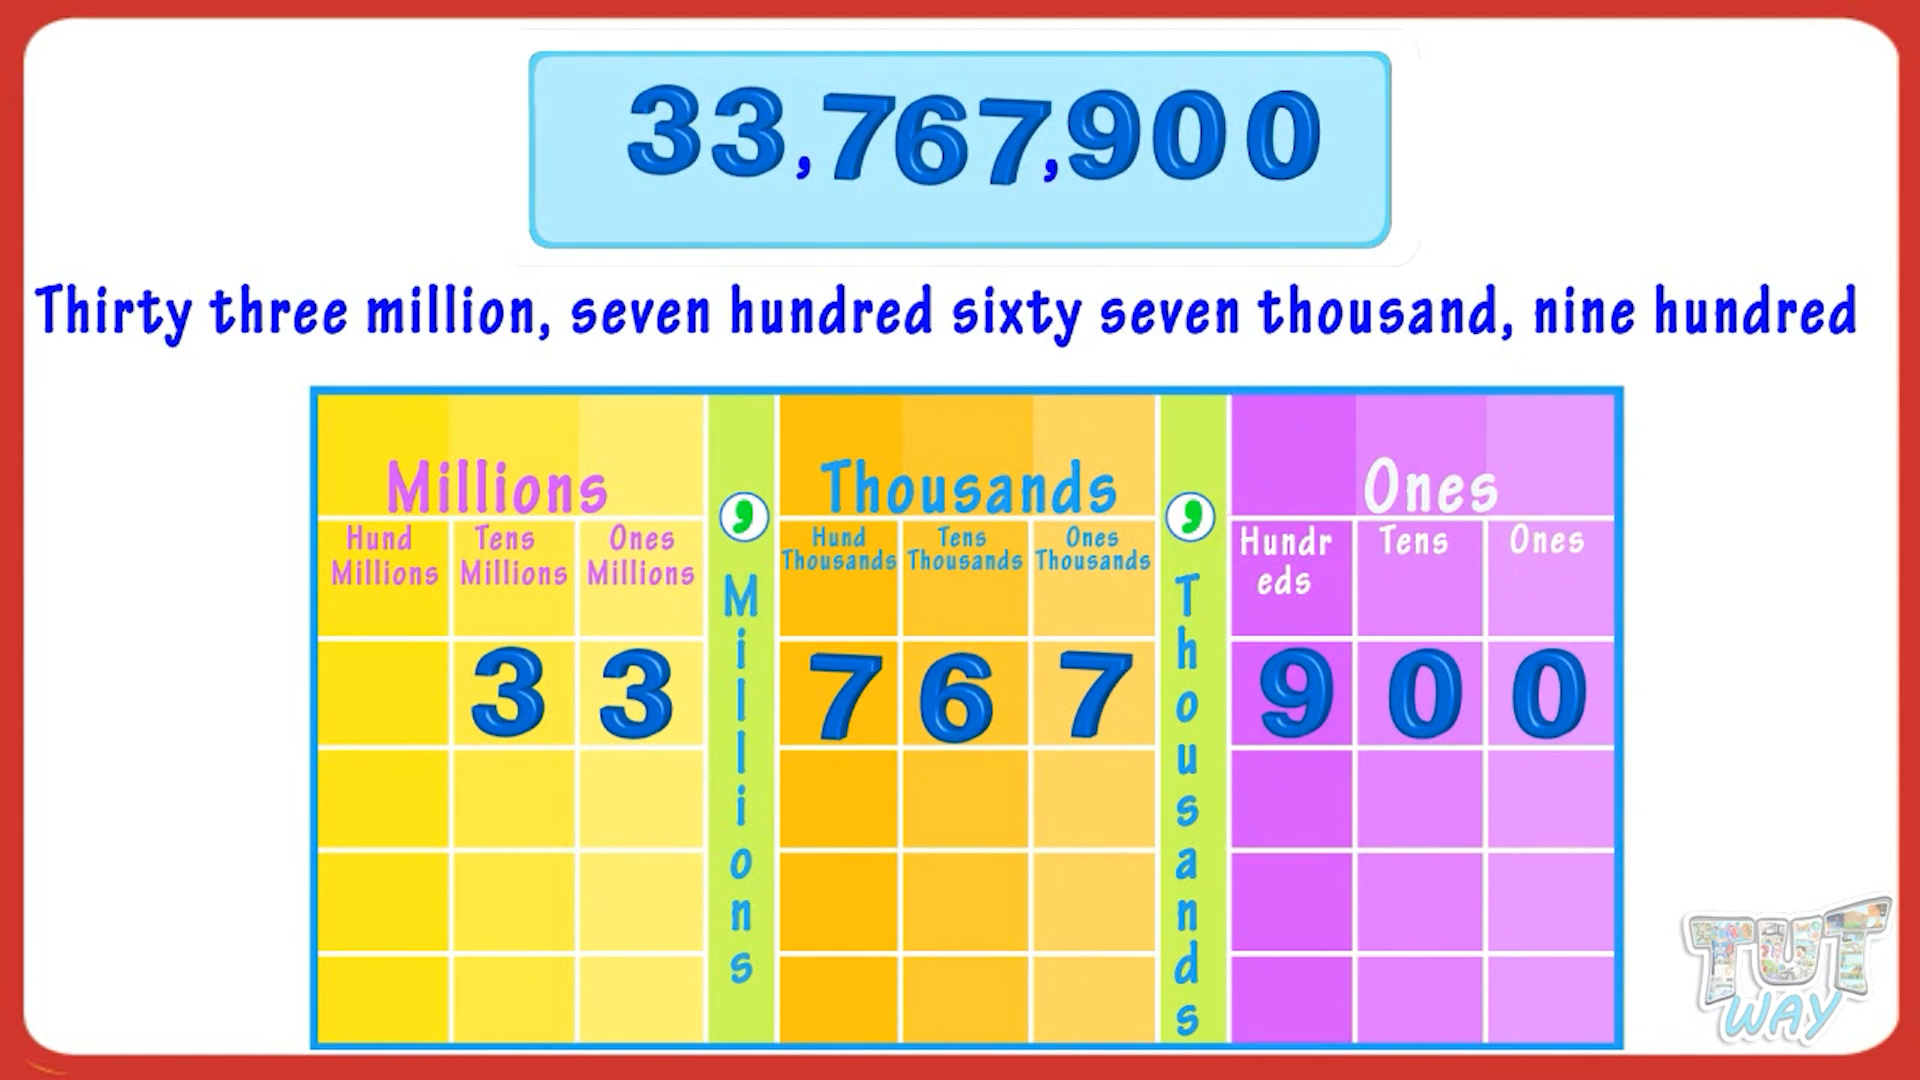 33,767,900
Thirty three million, seven hundred sixty seven thousand, nine hundred
Millions , Thousands , Ones
Hund Millions Tens Millions Ones Millions Millions Hund Thousands Tens Thousands Ones Thousands Thousands Hundreds Tens Ones
3 3 7 6 7 9 0 0
TUT
WAY